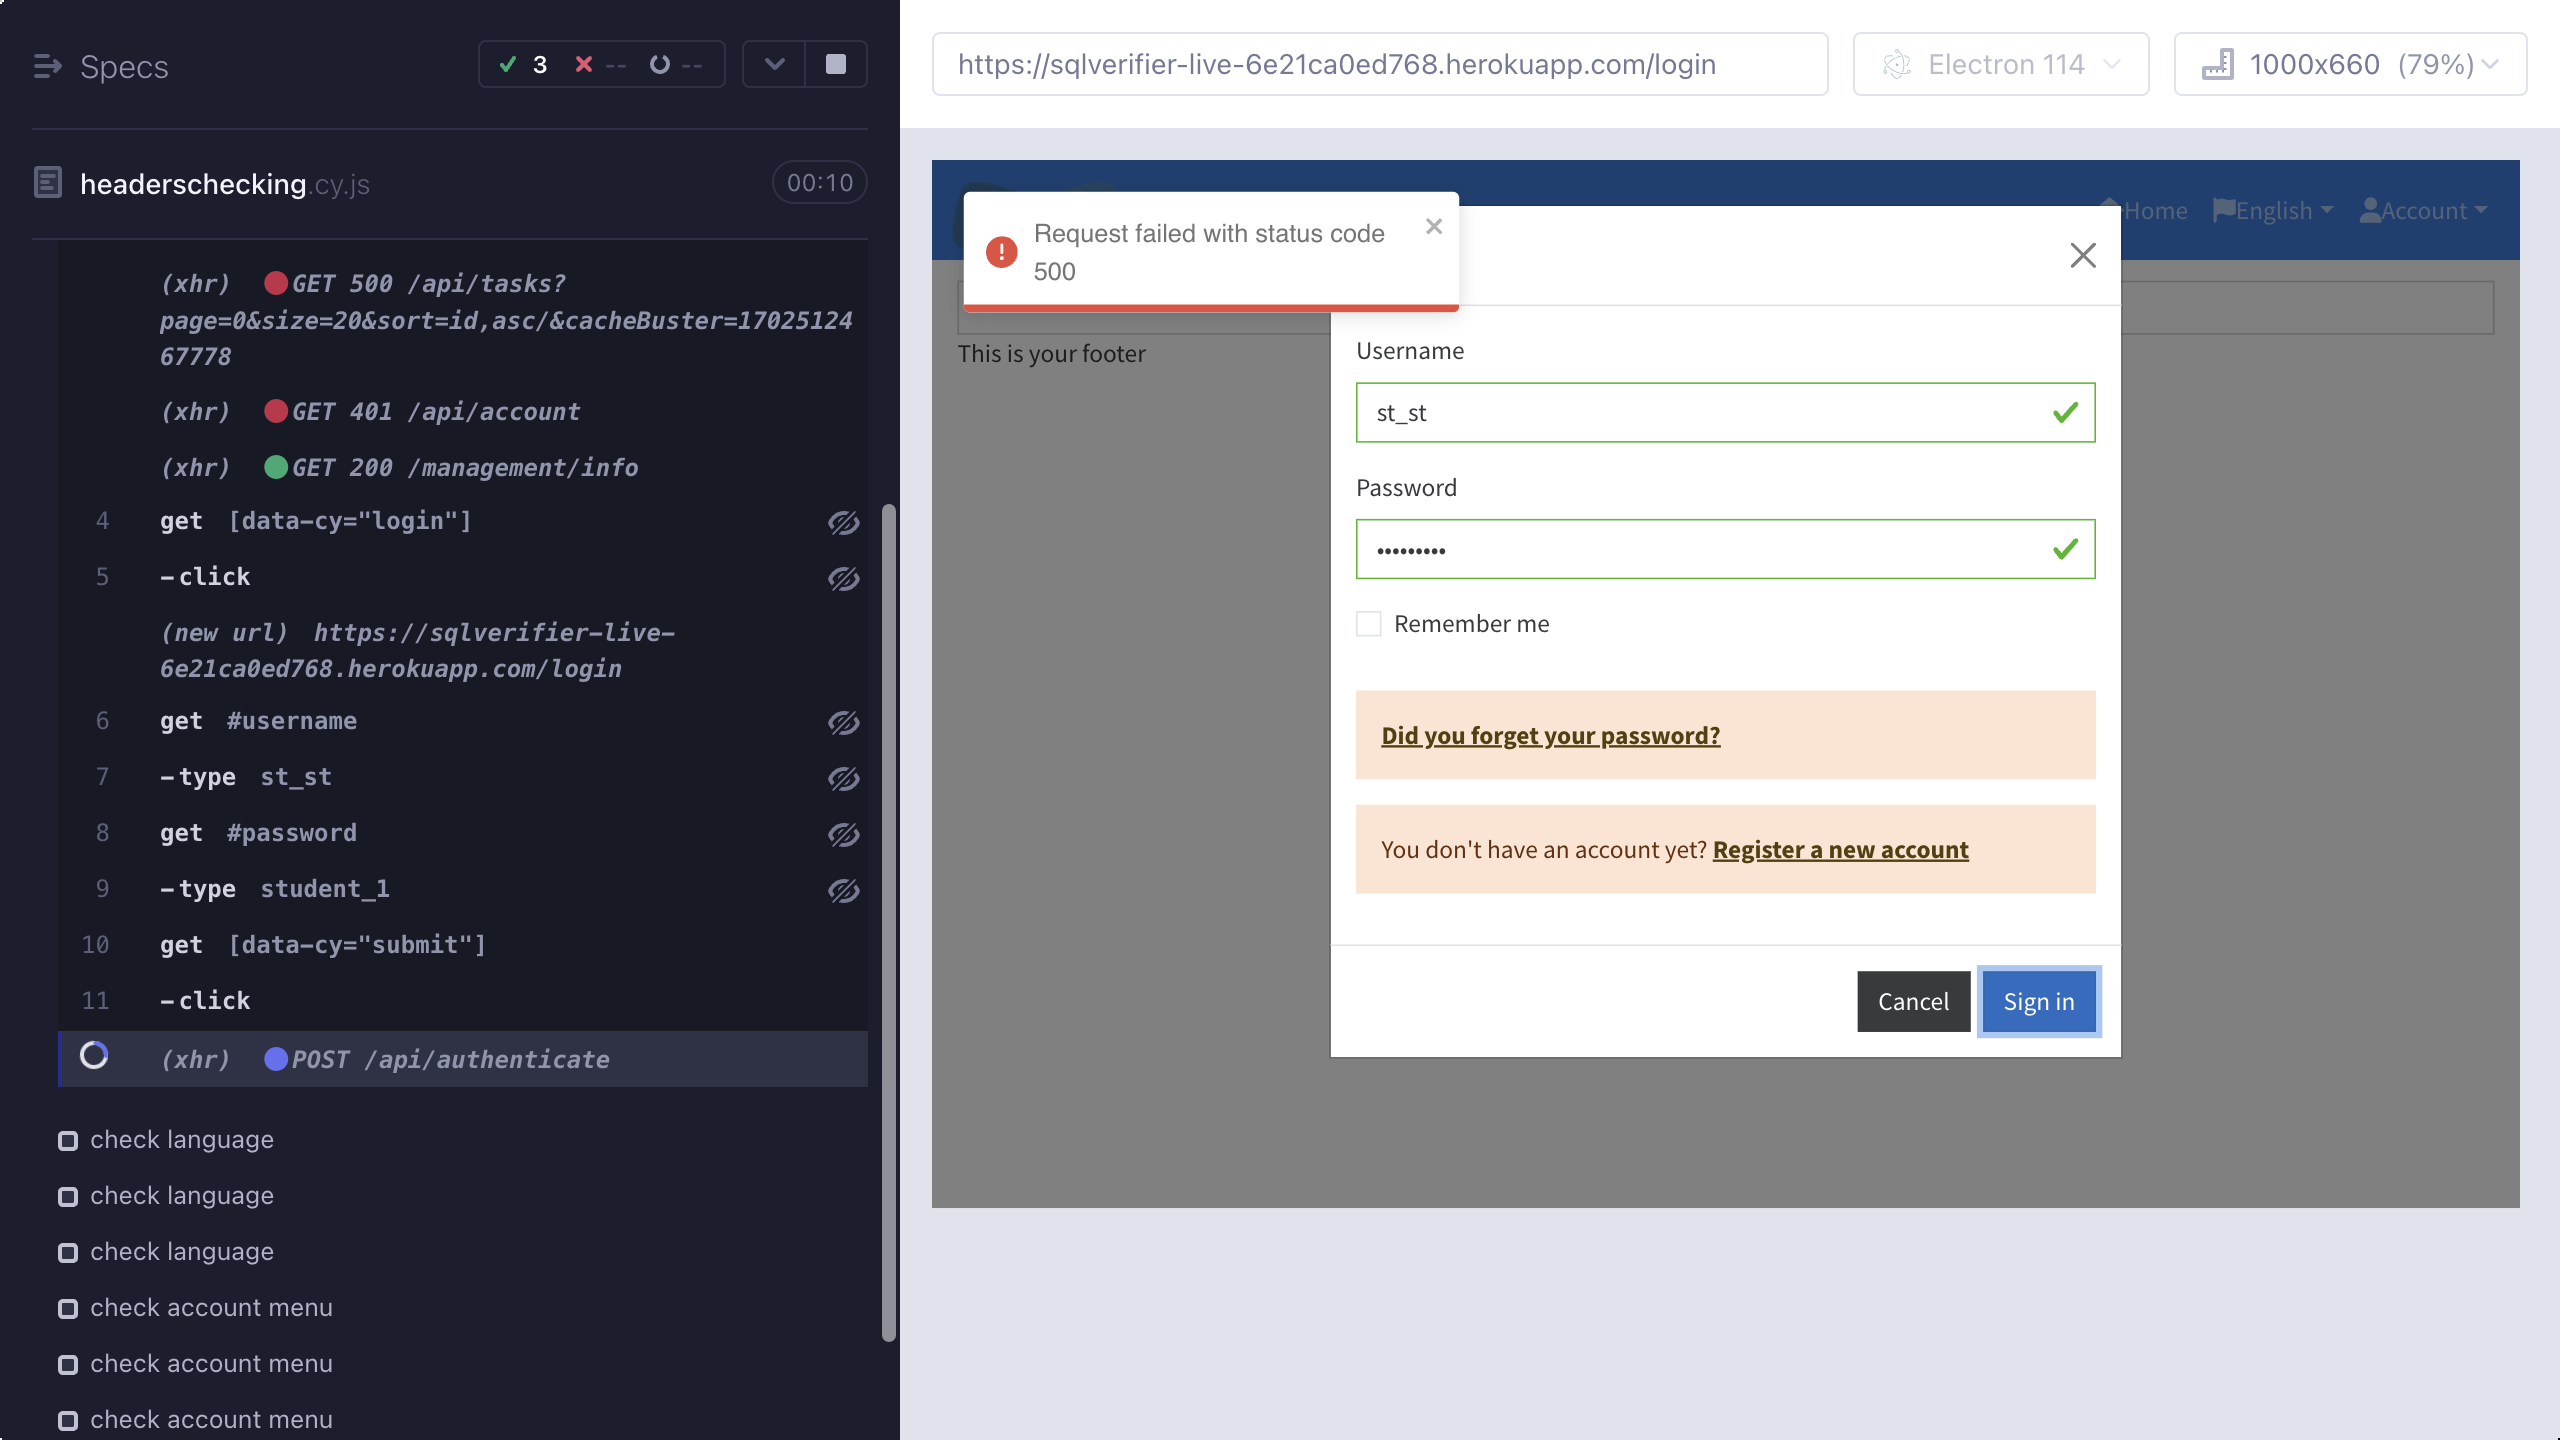 Specs
3
--
--
headerschecking.cy.js
00:10
(xhr) GET 500 /api/tasks?
page=0&size=20&sort=id,asc/&cacheBuster=17025124
67778
(xhr) GET 401 /api/account
(xhr) GET 200 /management/info
4 get [data-cy="login"]
5 -click
(new url) https://sqlverifier-live-
6e21ca0ed768.herokuapp.com/login
6 get #username
7 -type st_st
8 get #password
9 -type student_1
10 get [data-cy="submit"]
11 -click
(xhr) POST /api/authenticate
check language
check language
check language
check account menu
check account menu
check account menu
https://sqlverifier-live-6e21ca0ed768.herokuapp.com/login
Electron 114
1000x660 (79%)
Home
English
Account
Request failed with status code
500
This is your footer
Username
st_st
Password
•••••••••
Remember me
Did you forget your password?
You don't have an account yet? Register a new account
Cancel
Sign in